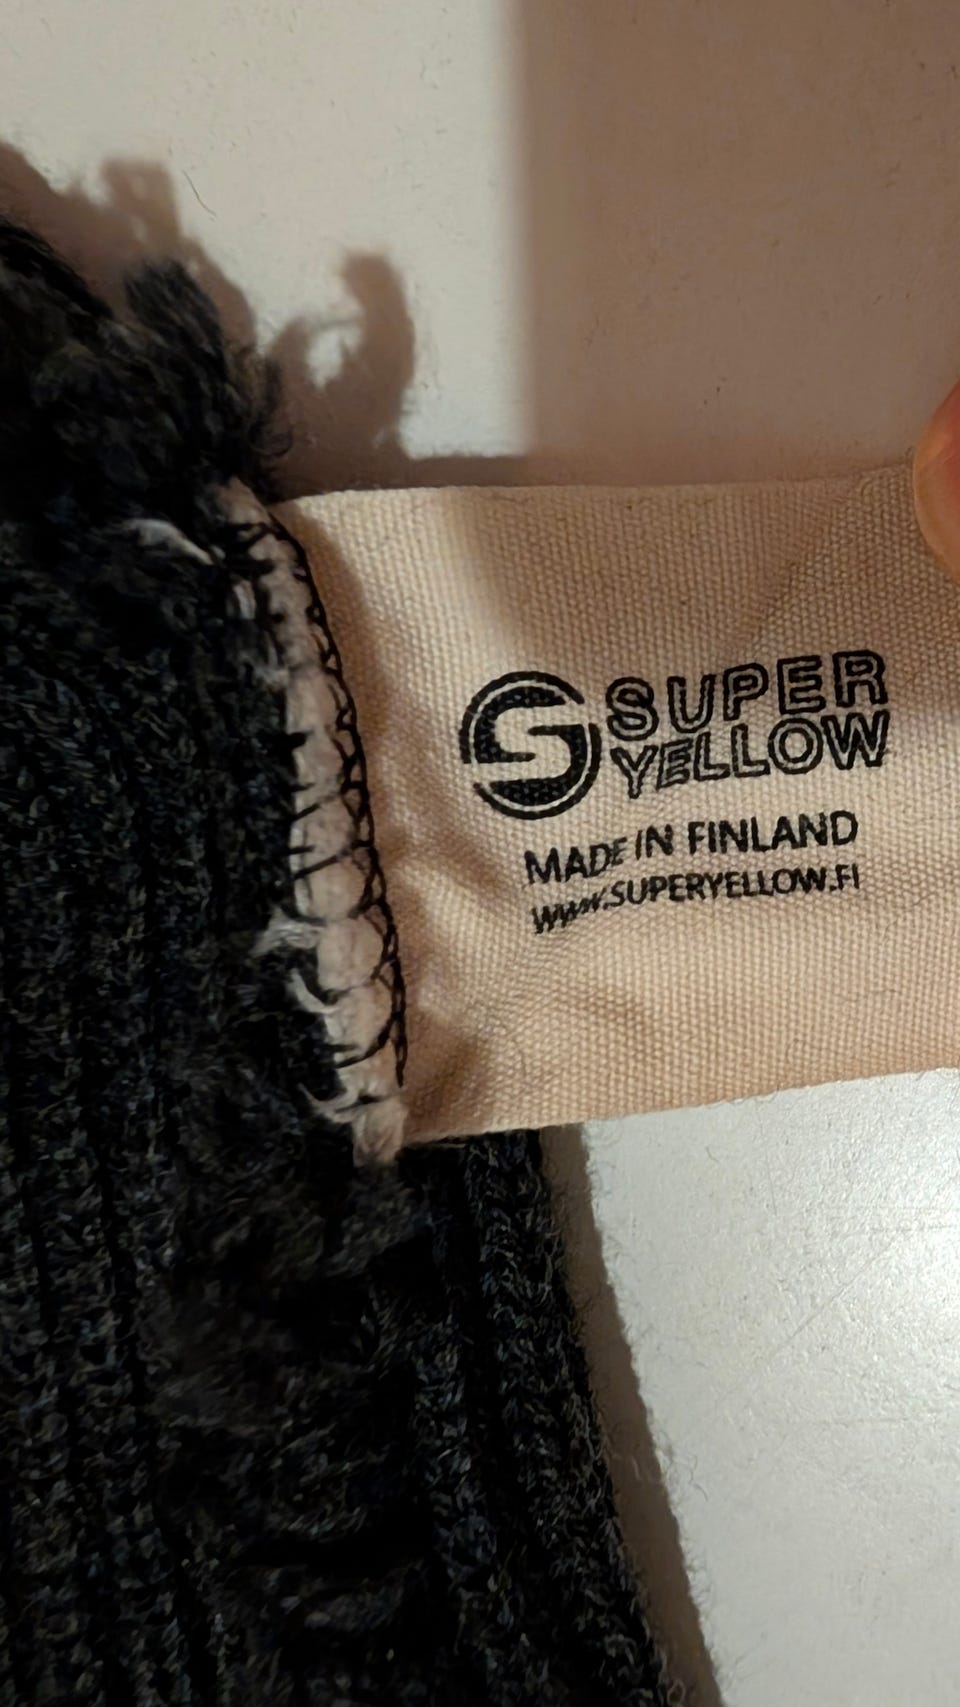 S SUPER
YELLOW
MADE IN FINLAND
WWW.SUPERYELLOW.FI